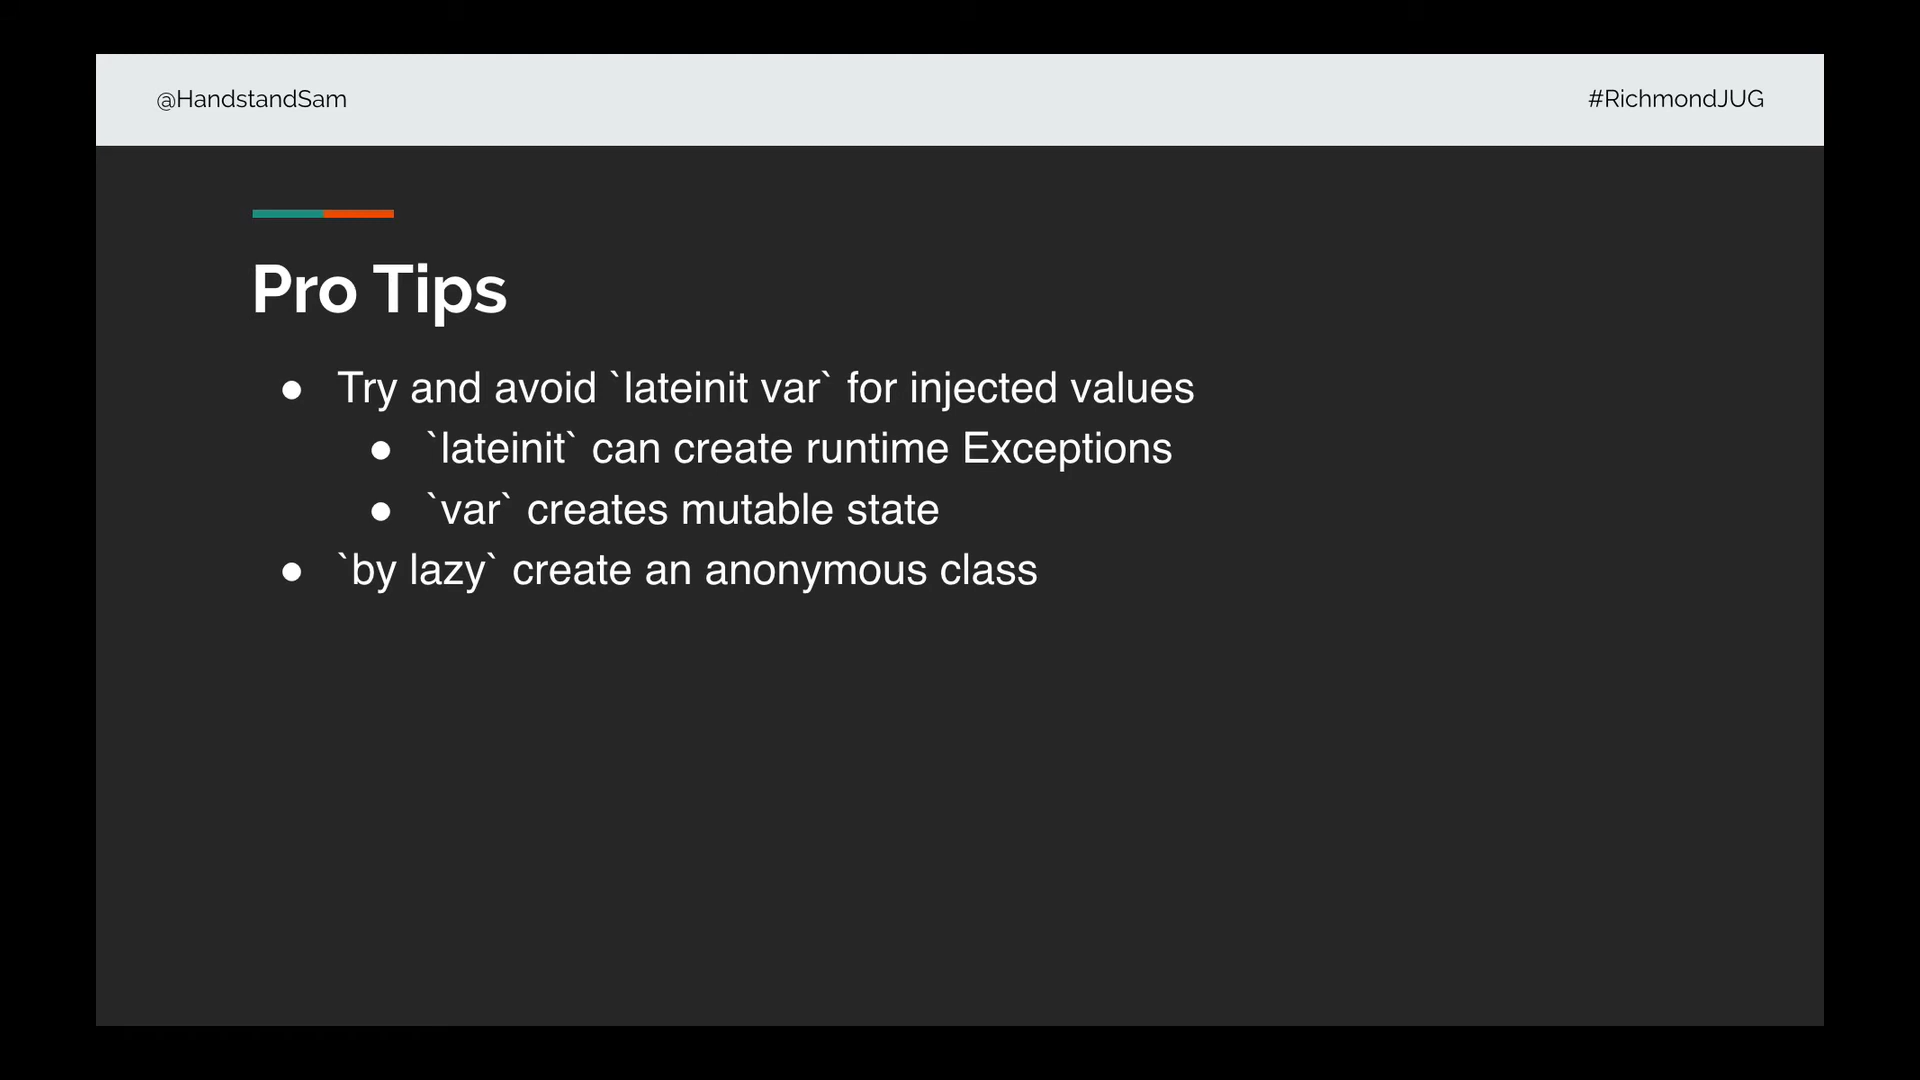 @HandstandSam
#RichmondJUG
Pro Tips
● Try and avoid `lateinit var` for injected values
● `lateinit` can create runtime Exceptions
● `var` creates mutable state
● `by lazy` create an anonymous class